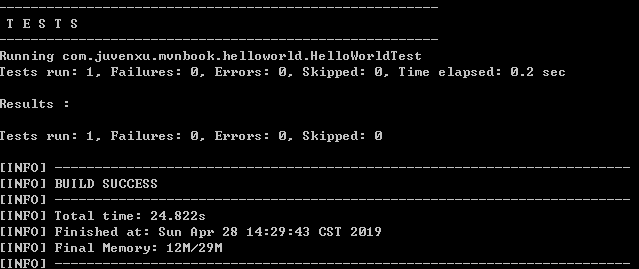 -------------------------------------------------------
 T E S T S
-------------------------------------------------------
Running com.juvenxu.mvnbook.helloworld.HelloWorldTest
Tests run: 1, Failures: 0, Errors: 0, Skipped: 0, Time elapsed: 0.2 sec
Results :
Tests run: 1, Failures: 0, Errors: 0, Skipped: 0
[INFO] ------------------------------------------------------------------------
[INFO] BUILD SUCCESS
[INFO] ------------------------------------------------------------------------
[INFO] Total time: 24.822s
[INFO] Finished at: Sun Apr 28 14:29:43 CST 2019
[INFO] Final Memory: 12M/29M
[INFO] ------------------------------------------------------------------------